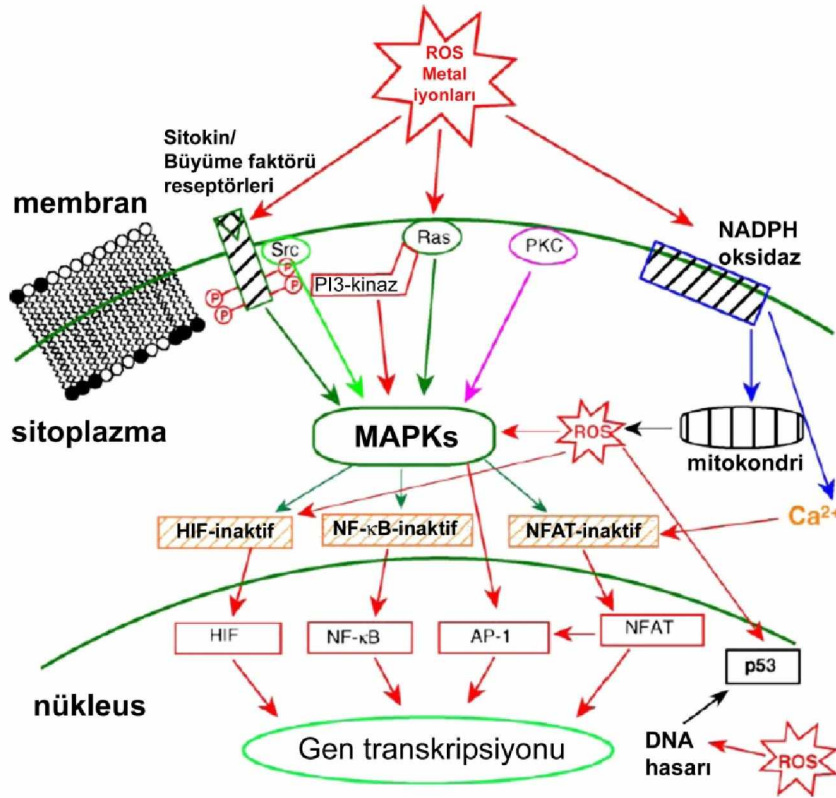 ROS
Metal
iyonları
Sitokin/
Büyüme faktörü
reseptörleri
membran
NADPH
oksidaz
Src
Ras
PKC
P
P
P
P
PI3-kinaz
sitoplazma
MAPKs
ROS
mitokondri
Ca2+
HIF-inaktif
NF-κB-inaktif
NFAT-inaktif
HIF
NF-κB
AP-1
NFAT
p53
nükleus
Gen transkripsiyonu
DNA
hasarı
ROS